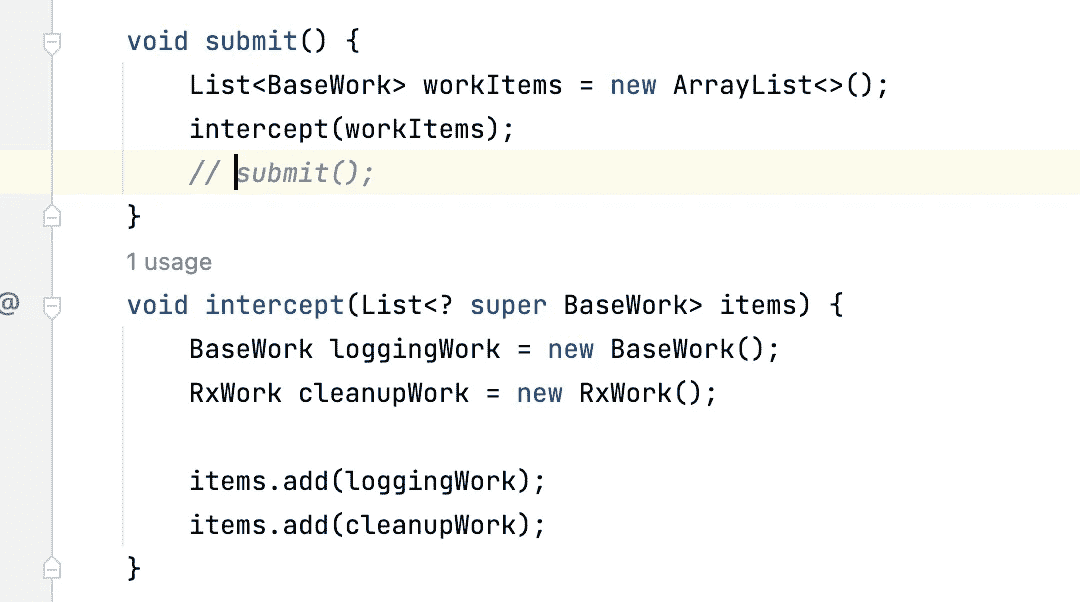 void submit() {
List<BaseWork> workItems = new ArrayList<>();
intercept(workItems);
// submit();
}
1 usage
@ void intercept(List<? super BaseWork> items) {
BaseWork loggingWork = new BaseWork();
RxWork cleanupWork = new RxWork();
items.add(loggingWork);
items.add(cleanupWork);
}